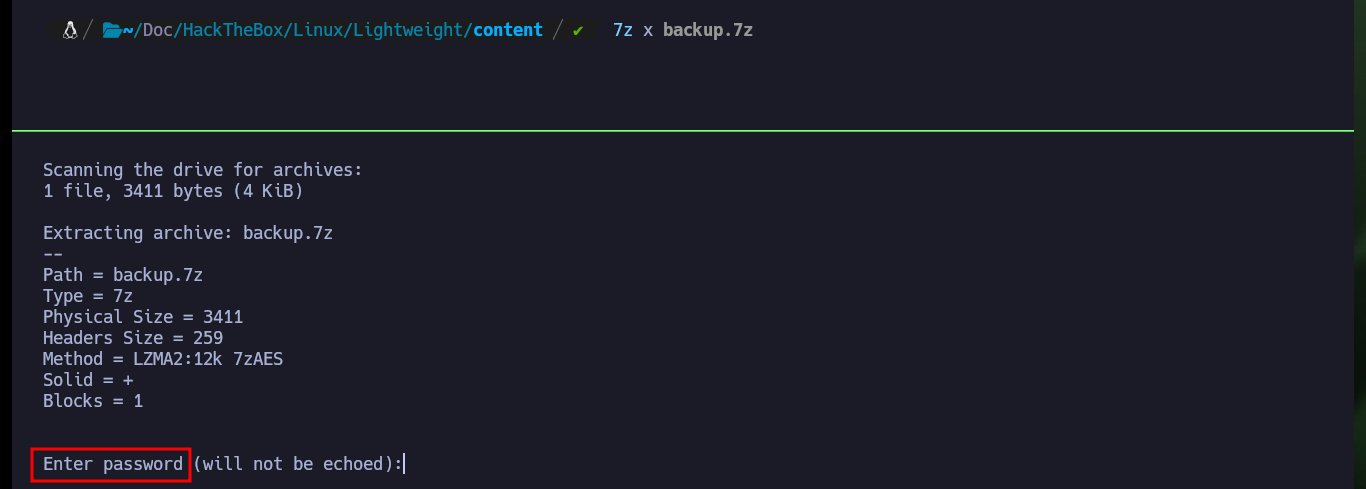 ~/Doc/HackTheBox/Linux/Lightweight/content / ✔ 7z x backup.7z
Scanning the drive for archives:
1 file, 3411 bytes (4 KiB)
Extracting archive: backup.7z
--
Path = backup.7z
Type = 7z
Physical Size = 3411
Headers Size = 259
Method = LZMA2:12k 7zAES
Solid = +
Blocks = 1
Enter password (will not be echoed):